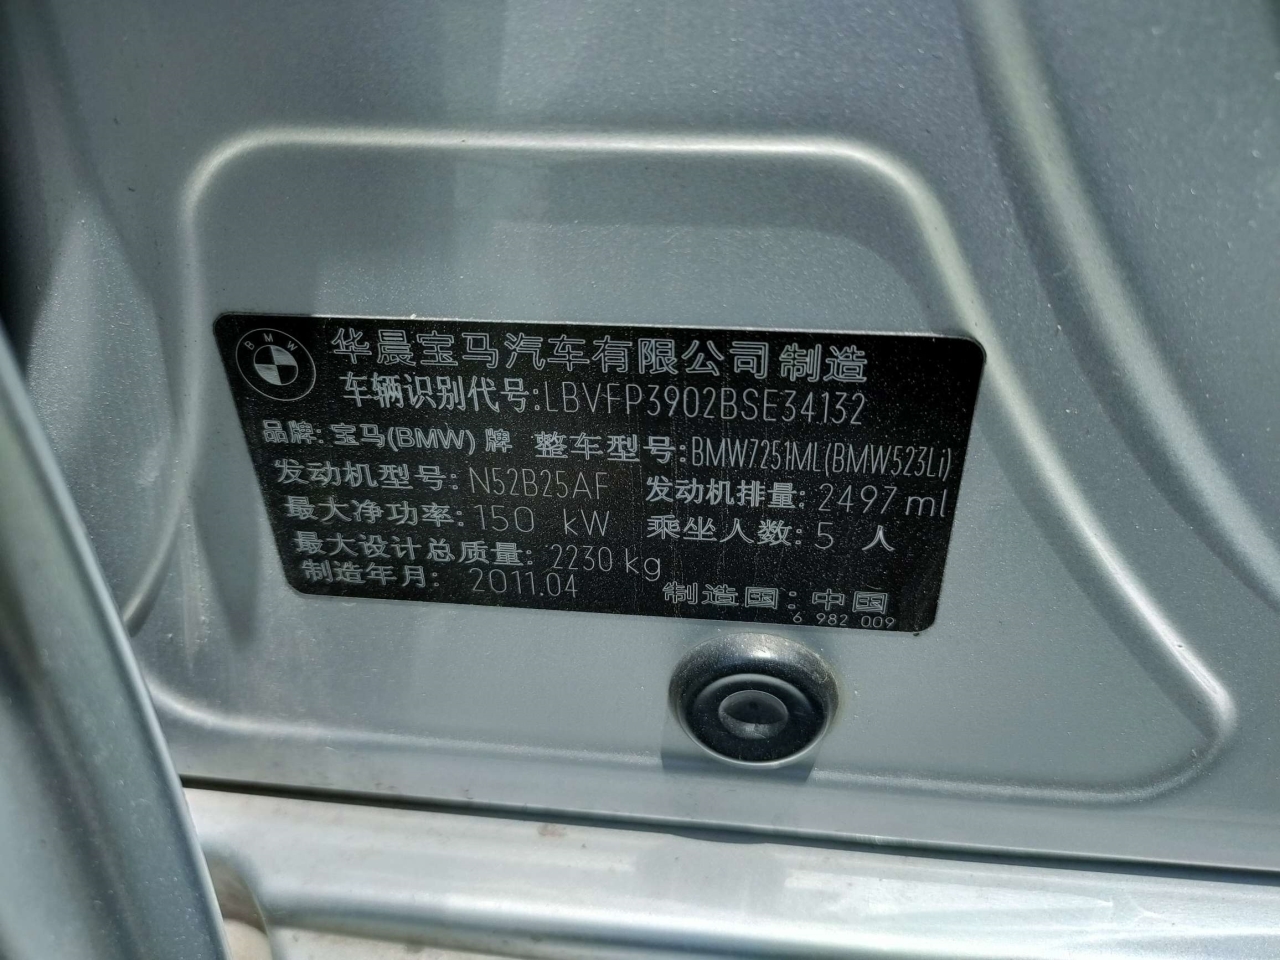 BMW
华晨宝马汽车有限公司 制造
车辆识别代号:LBVFP3902BSE34132
品牌: 宝马(BMW) 牌 整车型号:BMW7251ML(BMW523Li)
发动机型号: N52B25AF 发动机排量: 2497 ml
最大净功率: 150 kW 乘坐人数: 5 人
最大设计总质量: 2230 kg
制造年月: 2011.04 制造国: 中国
6 982 009